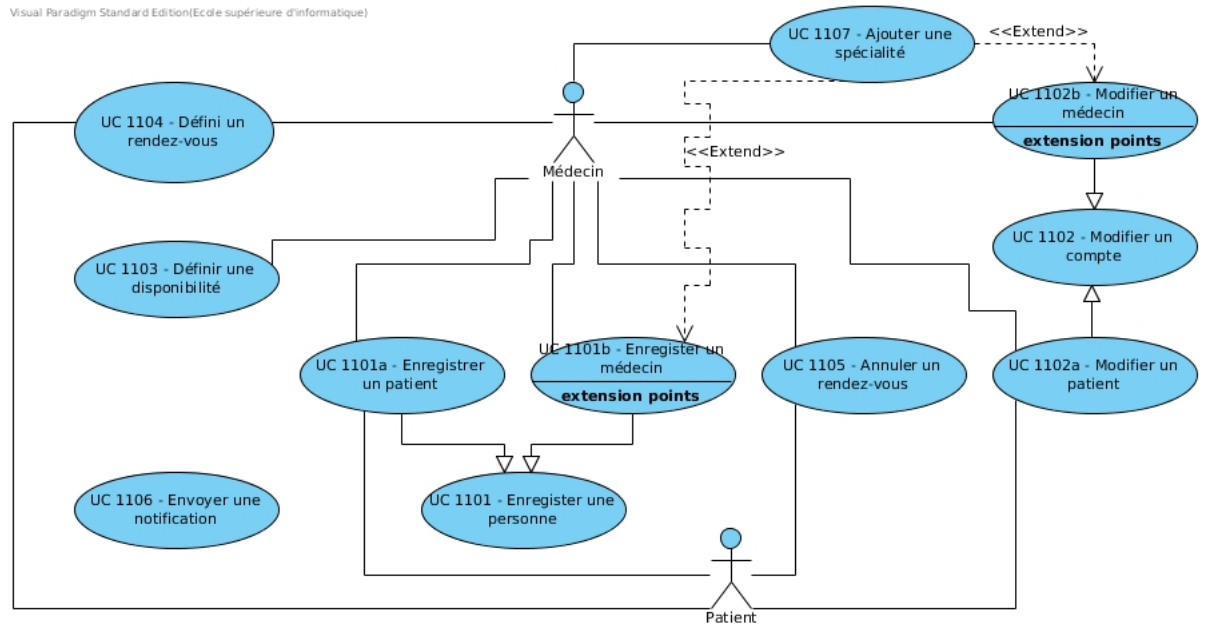 Visual Paradigm Standard Edition(Ecole supérieure d'informatique)
UC 1107 - Ajouter une
spécialité
<<Extend>>
UC 1102b - Modifier un
médecin
extension points
UC 1104 - Défini un
rendez-vous
Médecin
<<Extend>>
UC 1102 - Modifier un
compte
UC 1103 - Définir une
disponibilité
UC 1101a - Enregistrer
un patient
UC 1101b - Enregister un
médecin
extension points
UC 1105 - Annuler un
rendez-vous
UC 1102a - Modifier un
patient
UC 1106 - Envoyer une
notification
UC 1101 - Enregister une
personne
Patient